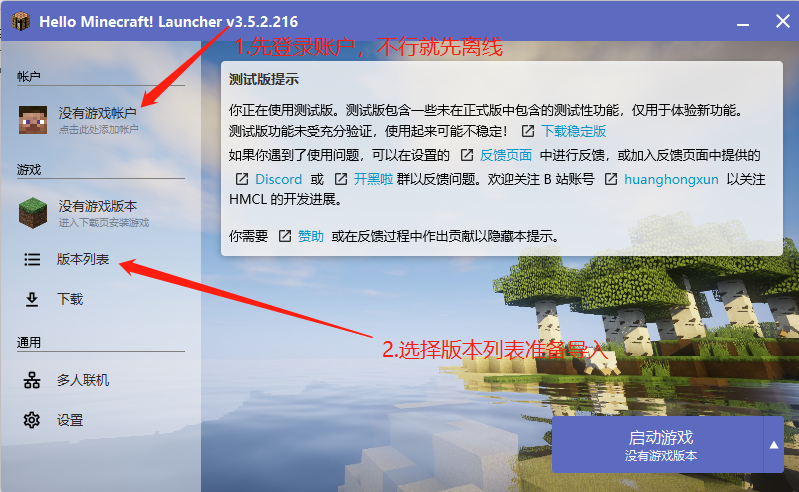 Hello Minecraft! Launcher v3.5.2.216
1.先登录账户，不行就先离线
帐户
没有游戏帐户
点击此处添加帐户
游戏
没有游戏版本
进入下载页安装游戏
版本列表
下载
通用
多人联机
设置
测试版提示
你正在使用测试版。测试版包含一些未在正式版中包含的测试性功能，仅用于体验新功能。
测试版功能未受充分验证，使用起来可能不稳定！ 下载稳定版
如果你遇到了使用问题，可以在设置的 反馈页面 中进行反馈，或加入反馈页面中提供的
Discord 或 开黑啦 群以反馈问题。欢迎关注 B 站账号 huanghongxun 以关注
HMCL 的开发进展。
你需要 赞助 或在反馈过程中作出贡献以隐藏本提示。
2.选择版本列表准备导入
启动游戏
没有游戏版本